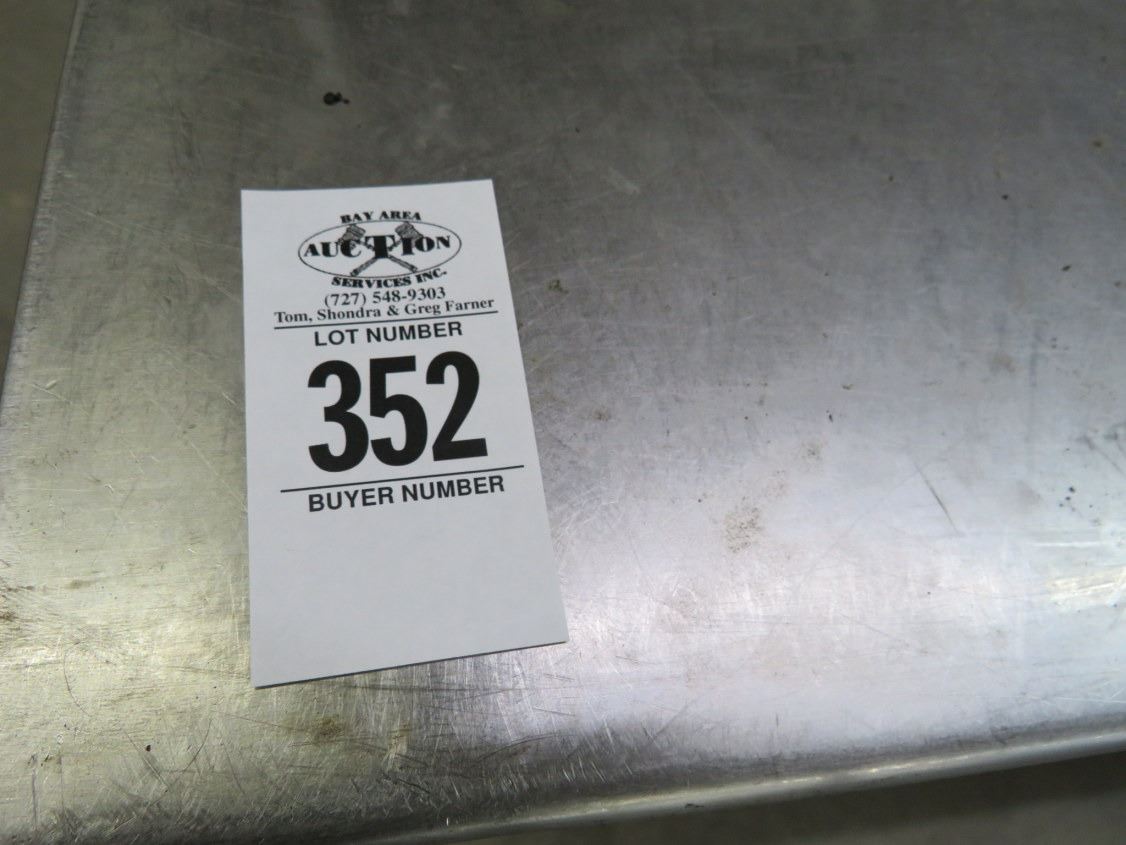 BAY AREA
AUCTION
SERVICES INC.
(727) 548-9303
Tom, Shondra & Greg Farner
LOT NUMBER
352
BUYER NUMBER